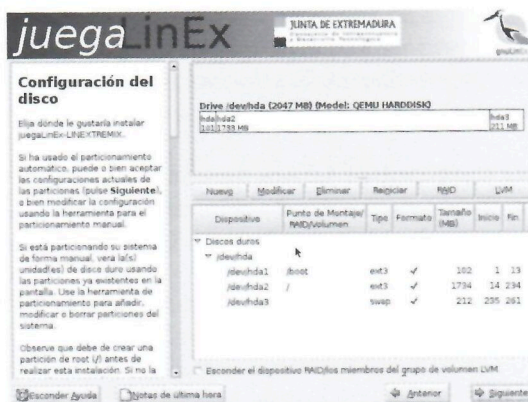 juegaLinEx
JUNTA DE EXTREMADURA
gnuLinEx
Configuración del
disco
Elija dónde le gustaría instalar
juegaLinEx-LINEXTREMIX.
Si ha usado el particionamiento
automático, puede o bien aceptar
las configuraciones actuales de
las particiones (pulse Siguiente),
o bien modificar la configuración
usando la herramienta para el
particionamiento manual.
Si está particionando su sistema
de forma manual, verá la(s)
unidad(es) de disco duro usando
las particiones ya existentes en la
pantalla. Use la herramienta de
particionamiento para añadir,
modificar o borrar particiones del
sistema.
Observe que debe de crear una
partición de root (/) antes de
realizar esta instalación. Si no la
Drive /dev/hda (2047 MB) (Model: QEMU HARDDISK)
hda hda2 hda3
101 1733 MB 211 MB
Nuevo Modificar Eliminar Reiniciar RAID LVM
Dispositivo Punto de Montaje/ RAID/Volumen Tipo Formato Tamaño (MB) Inicio Fin
Discos duros
/dev/hda
/dev/hda1 /boot ext3 ✓ 102 1 13
/dev/hda2 / ext3 ✓ 1734 14 234
/dev/hda3 swap ✓ 212 235 261
Esconder el dispositivo RAID/los miembros del grupo de volumen LVM
Esconder Ayuda Notas de última hora Anterior Siguiente